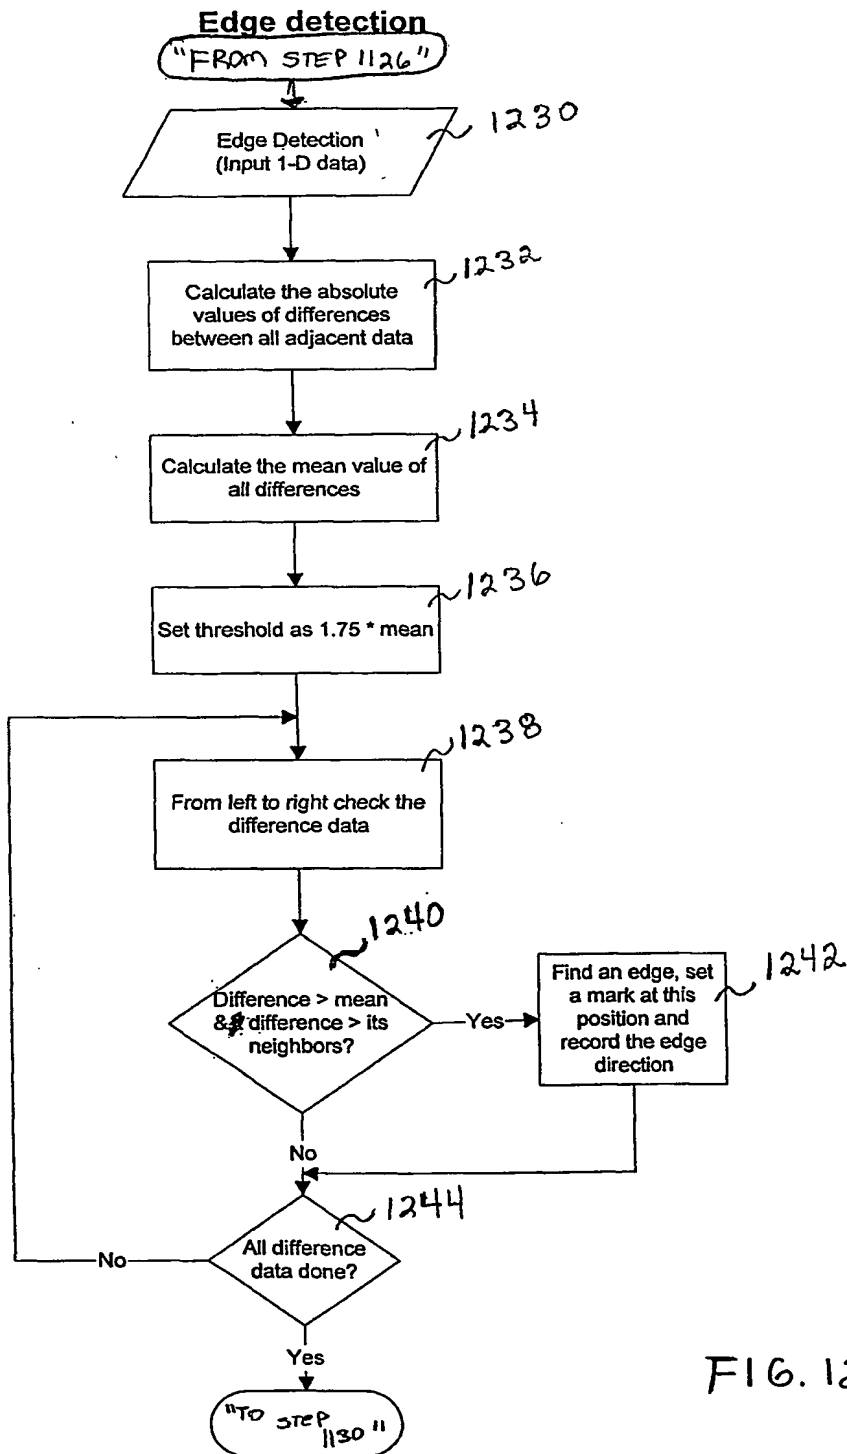 Edge detection
"FROM STEP 1126"
Edge Detection
(Input 1-D data)
1230
Calculate the absolute
values of differences
between all adjacent data
1232
Calculate the mean value of
all differences
1234
Set threshold as 1.75 * mean
1236
From left to right check the
difference data
1238
Difference > mean
&& difference > its
neighbors?
1240
Yes
Find an edge, set
a mark at this
position and
record the edge
direction
1242
No
All difference
data done?
1244
No
Yes
"TO STEP
1130"
FIG. 12